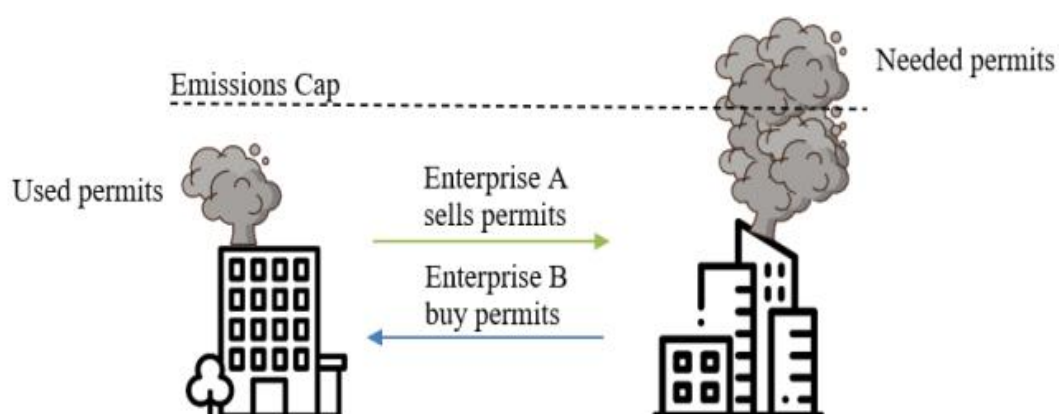 Needed permits
Emissions Cap
Used permits
Enterprise A
sells permits
Enterprise B
buy permits